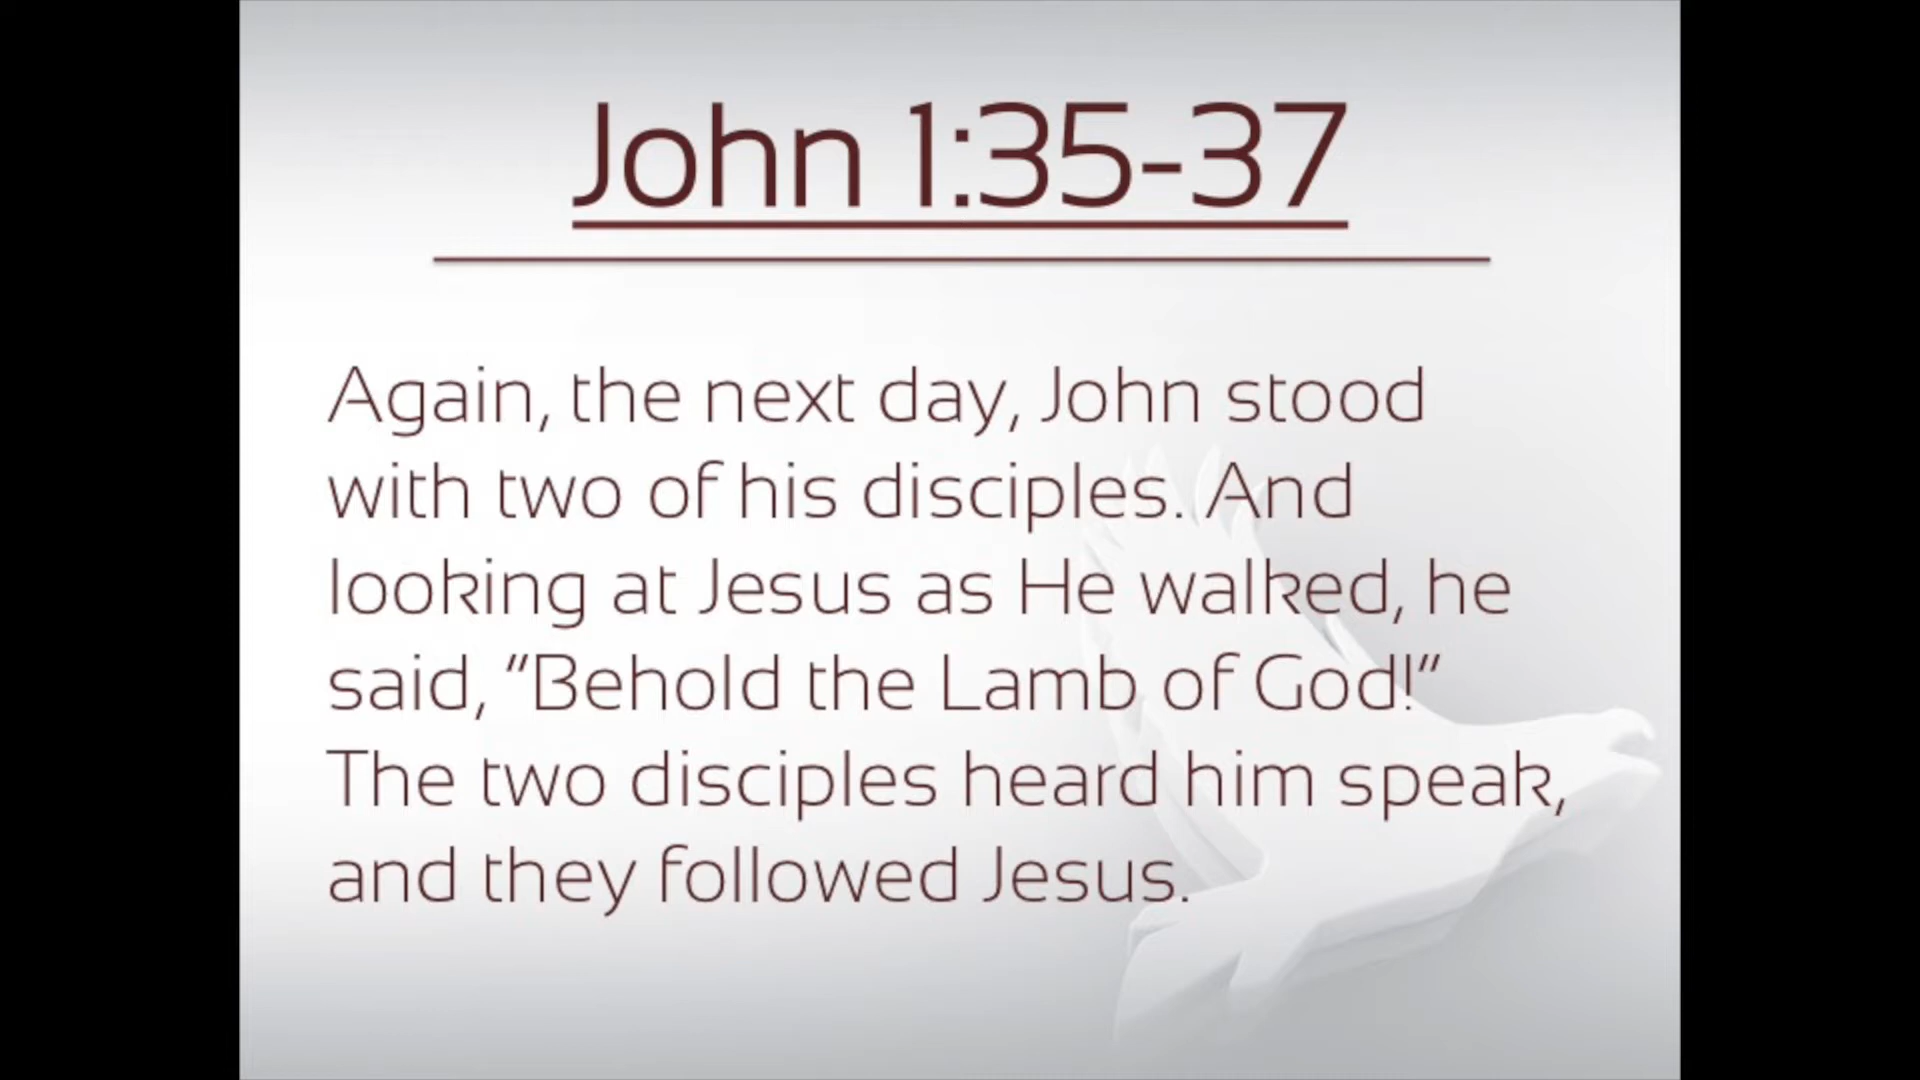 John 1:35-37
Again, the next day, John stood
with two of his disciples. And
looking at Jesus as He walked, he
said, “Behold the Lamb of God!”
The two disciples heard him speak,
and they followed Jesus.